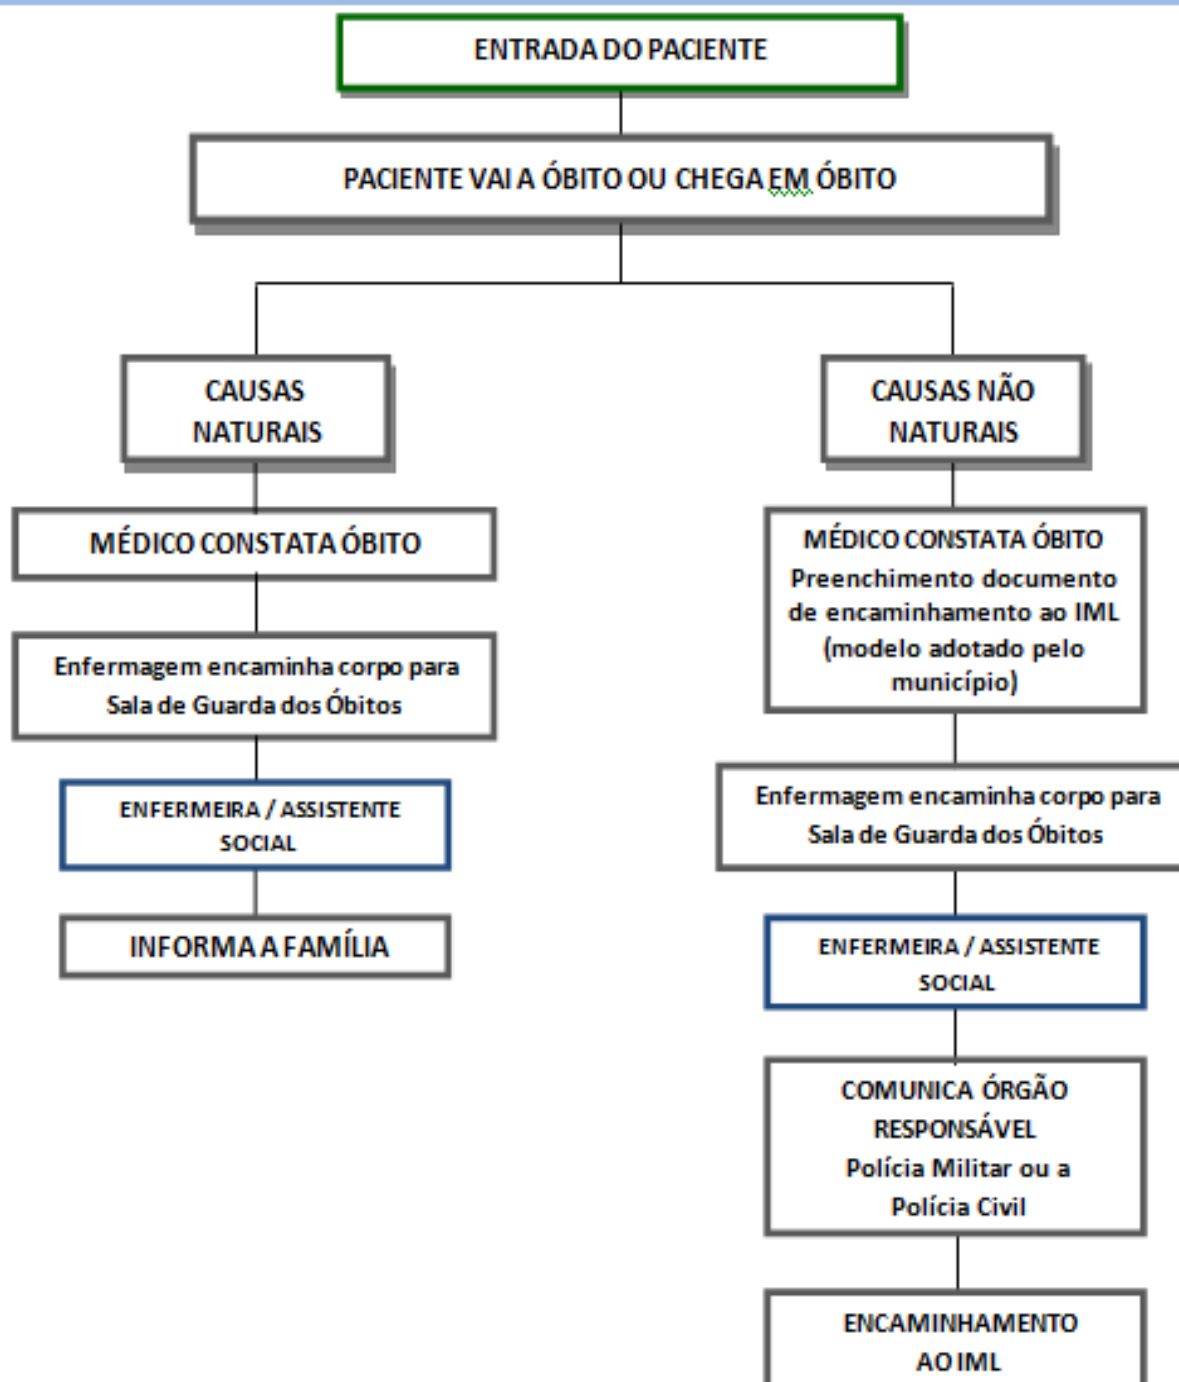 ENTRADA DO PACIENTE
PACIENTE VAI A ÓBITO OU CHEGA EM ÓBITO
CAUSAS
NATURAIS
MÉDICO CONSTATA ÓBITO
Enfermagem encaminha corpo para
Sala de Guarda dos Óbitos
ENFERMEIRA / ASSISTENTE
SOCIAL
INFORMA A FAMÍLIA
CAUSAS NÃO
NATURAIS
MÉDICO CONSTATA ÓBITO
Preenchimento documento
de encaminhamento ao IML
(modelo adotado pelo
município)
Enfermagem encaminha corpo para
Sala de Guarda dos Óbitos
ENFERMEIRA / ASSISTENTE
SOCIAL
COMUNICA ÓRGÃO
RESPONSÁVEL
Polícia Militar ou a
Polícia Civil
ENCAMINHAMENTO
AO IML